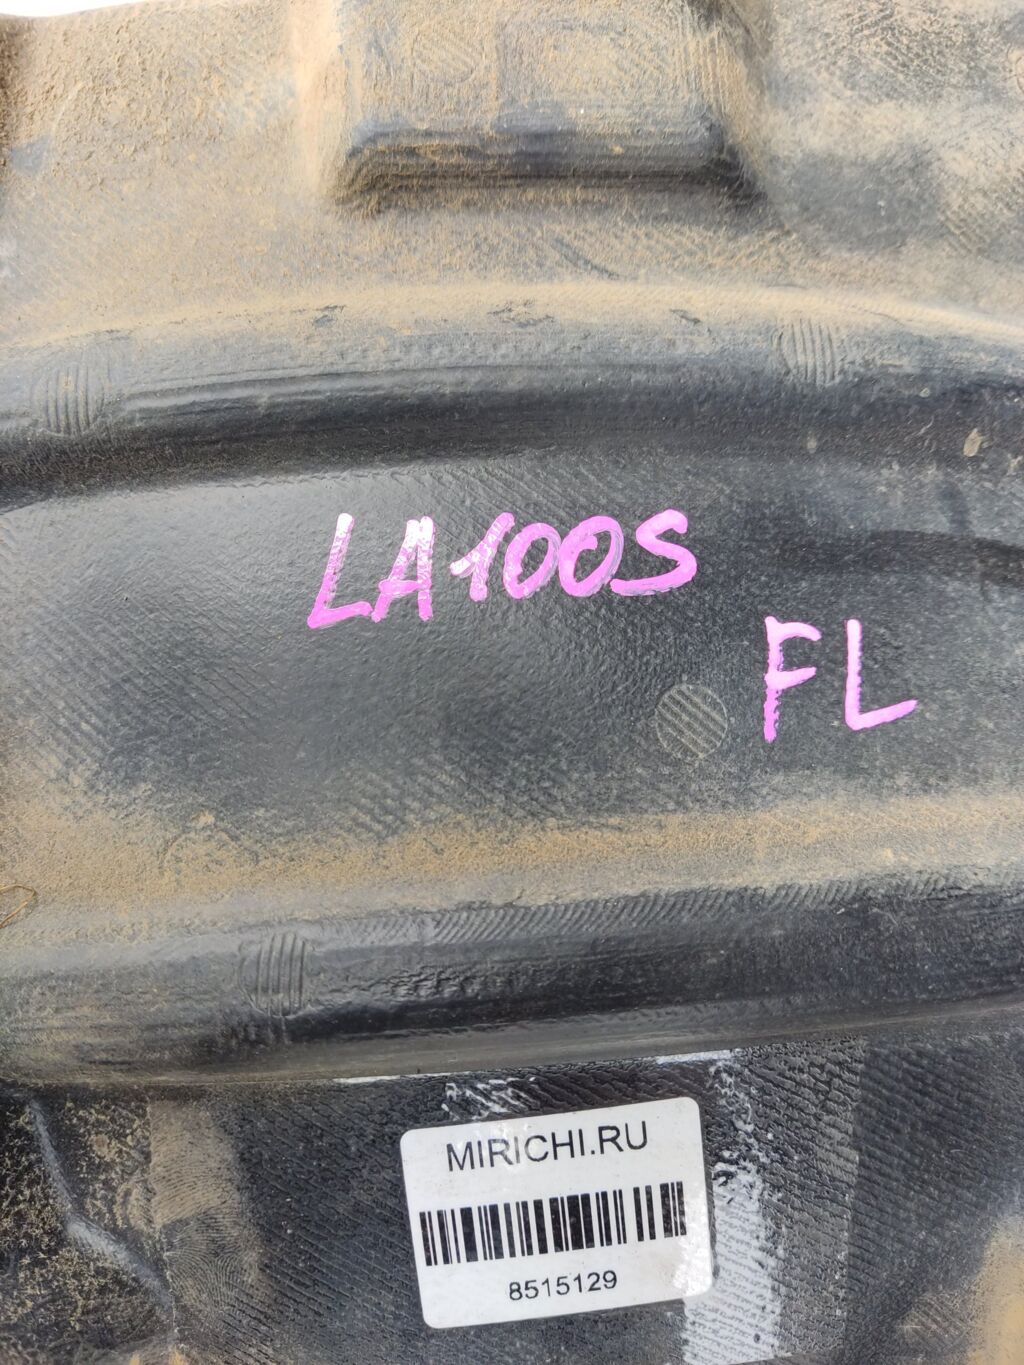 LA100S
FL
MIRICHI.RU
8515129